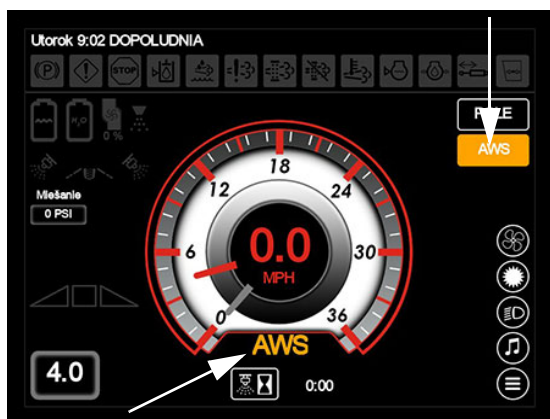 Utorok 9:02 DOPOLUDNIA
STOP
H₂O
0 %
AWS
Miešanie
0 PSI
0
6
12
18
24
30
36
0.0
MPH
AWS
4.0
0:00